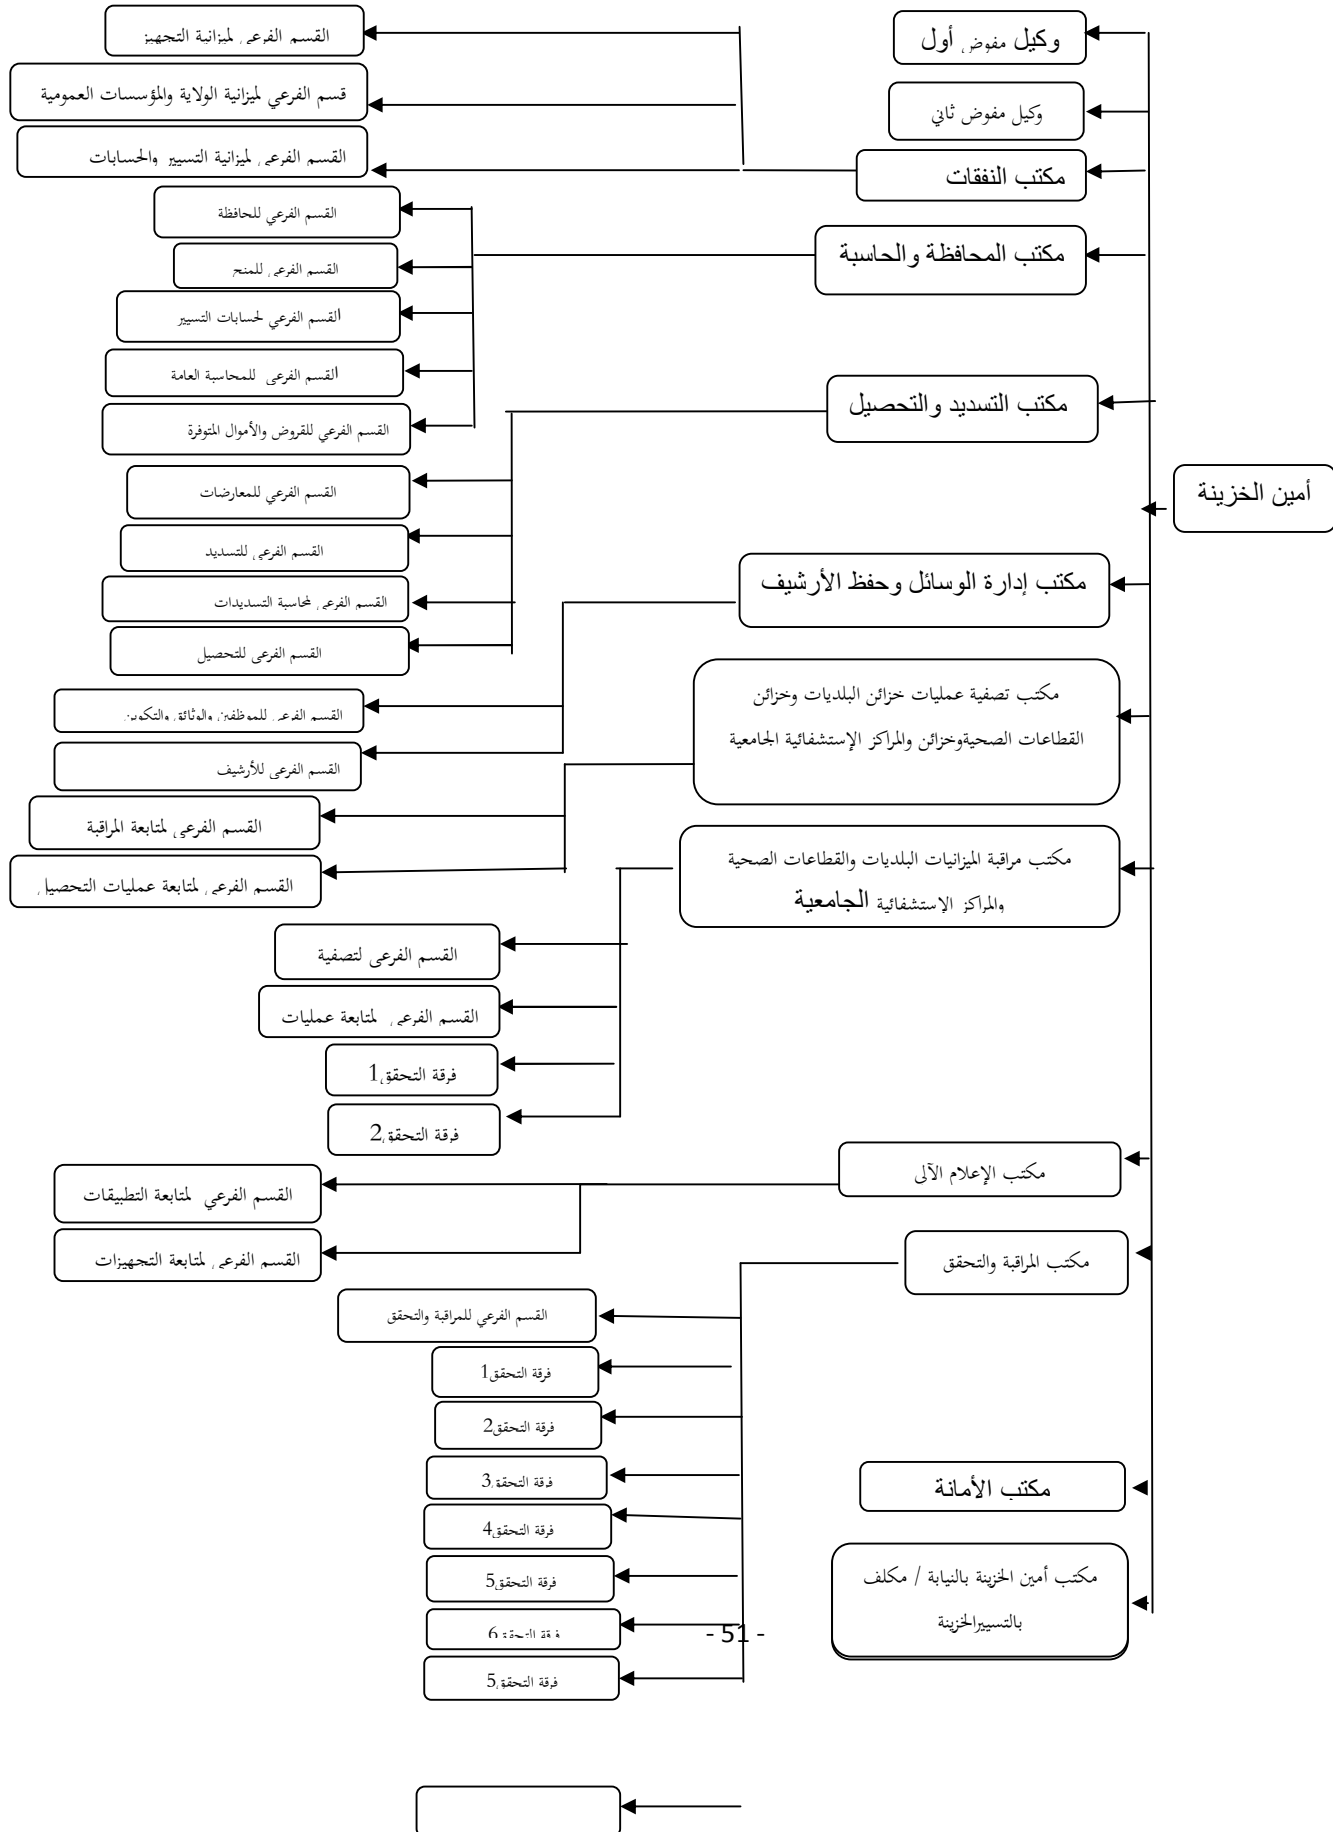 أمين الخزينة
وكيل مفوض أول
وكيل مفوض ثاني
مكتب النفقات
القسم الفرعي لميزانية التجهيز
قسم الفرعي لميزانية الولاية والمؤسسات العمومية
القسم الفرعي لميزانية التسيير والحسابات
مكتب المحافظة والحاسبة
القسم الفرعي للحافظة
القسم الفرعي للمنح
القسم الفرعي لحسابات التسيير
القسم الفرعي للمحاسبة العامة
القسم الفرعي للقروض والأموال المتوفرة
مكتب التسديد والتحصيل
القسم الفرعي للمعارضات
القسم الفرعي للتسديد
القسم الفرعي لمحاسبة التسديدات
القسم الفرعي للتحصيل
مكتب إدارة الوسائل وحفظ الأرشيف
القسم الفرعي للموظفين والوثائق والتكوين
القسم الفرعي للأرشيف
مكتب تصفية عمليات خزائن البلديات وخزائن
القطاعات الصحيةوخزائن والمراكز الإستشفائية الجامعية
القسم الفرعي لمتابعة المراقبة
القسم الفرعي لمتابعة عمليات التحصيل
مكتب مراقبة الميزانيات البلديات والقطاعات الصحية
والمراكز الإستشفائية الجامعية
القسم الفرعي لتصفية
القسم الفرعي لمتابعة عمليات
فرقة التحقق1
فرقة التحقق2
مكتب الإعلام الآلي
القسم الفرعي لمتابعة التطبيقات
القسم الفرعي لمتابعة التجهيزات
مكتب المراقبة والتحقق
القسم الفرعي للمراقبة والتحقق
فرقة التحقق1
فرقة التحقق2
فرقة التحقق3
فرقة التحقق4
فرقة التحقق5
فرقة التحقق6
فرقة التحقق5
مكتب الأمانة
مكتب أمين الخزينة بالنيابة / مكلف
بالتسييرالخزينة
- 51 -